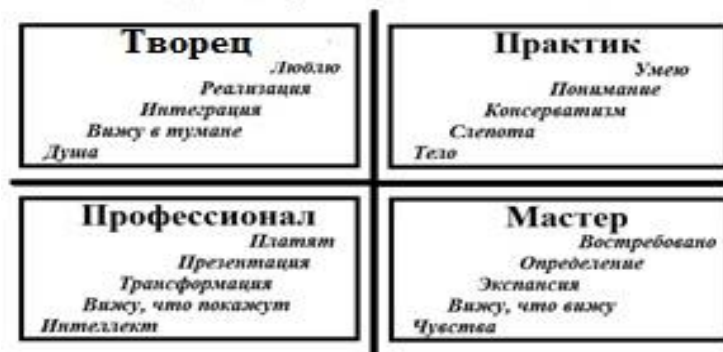 Творец
Люблю
Реализация
Интеграция
Вижу в тумане
Душа
Практик
Умею
Понимание
Консерватизм
Слепота
Тело
Профессионал
Платят
Презентация
Трансформация
Вижу, что покажут
Интеллект
Мастер
Востребовано
Определение
Экспансия
Вижу, что вижу
Чувства